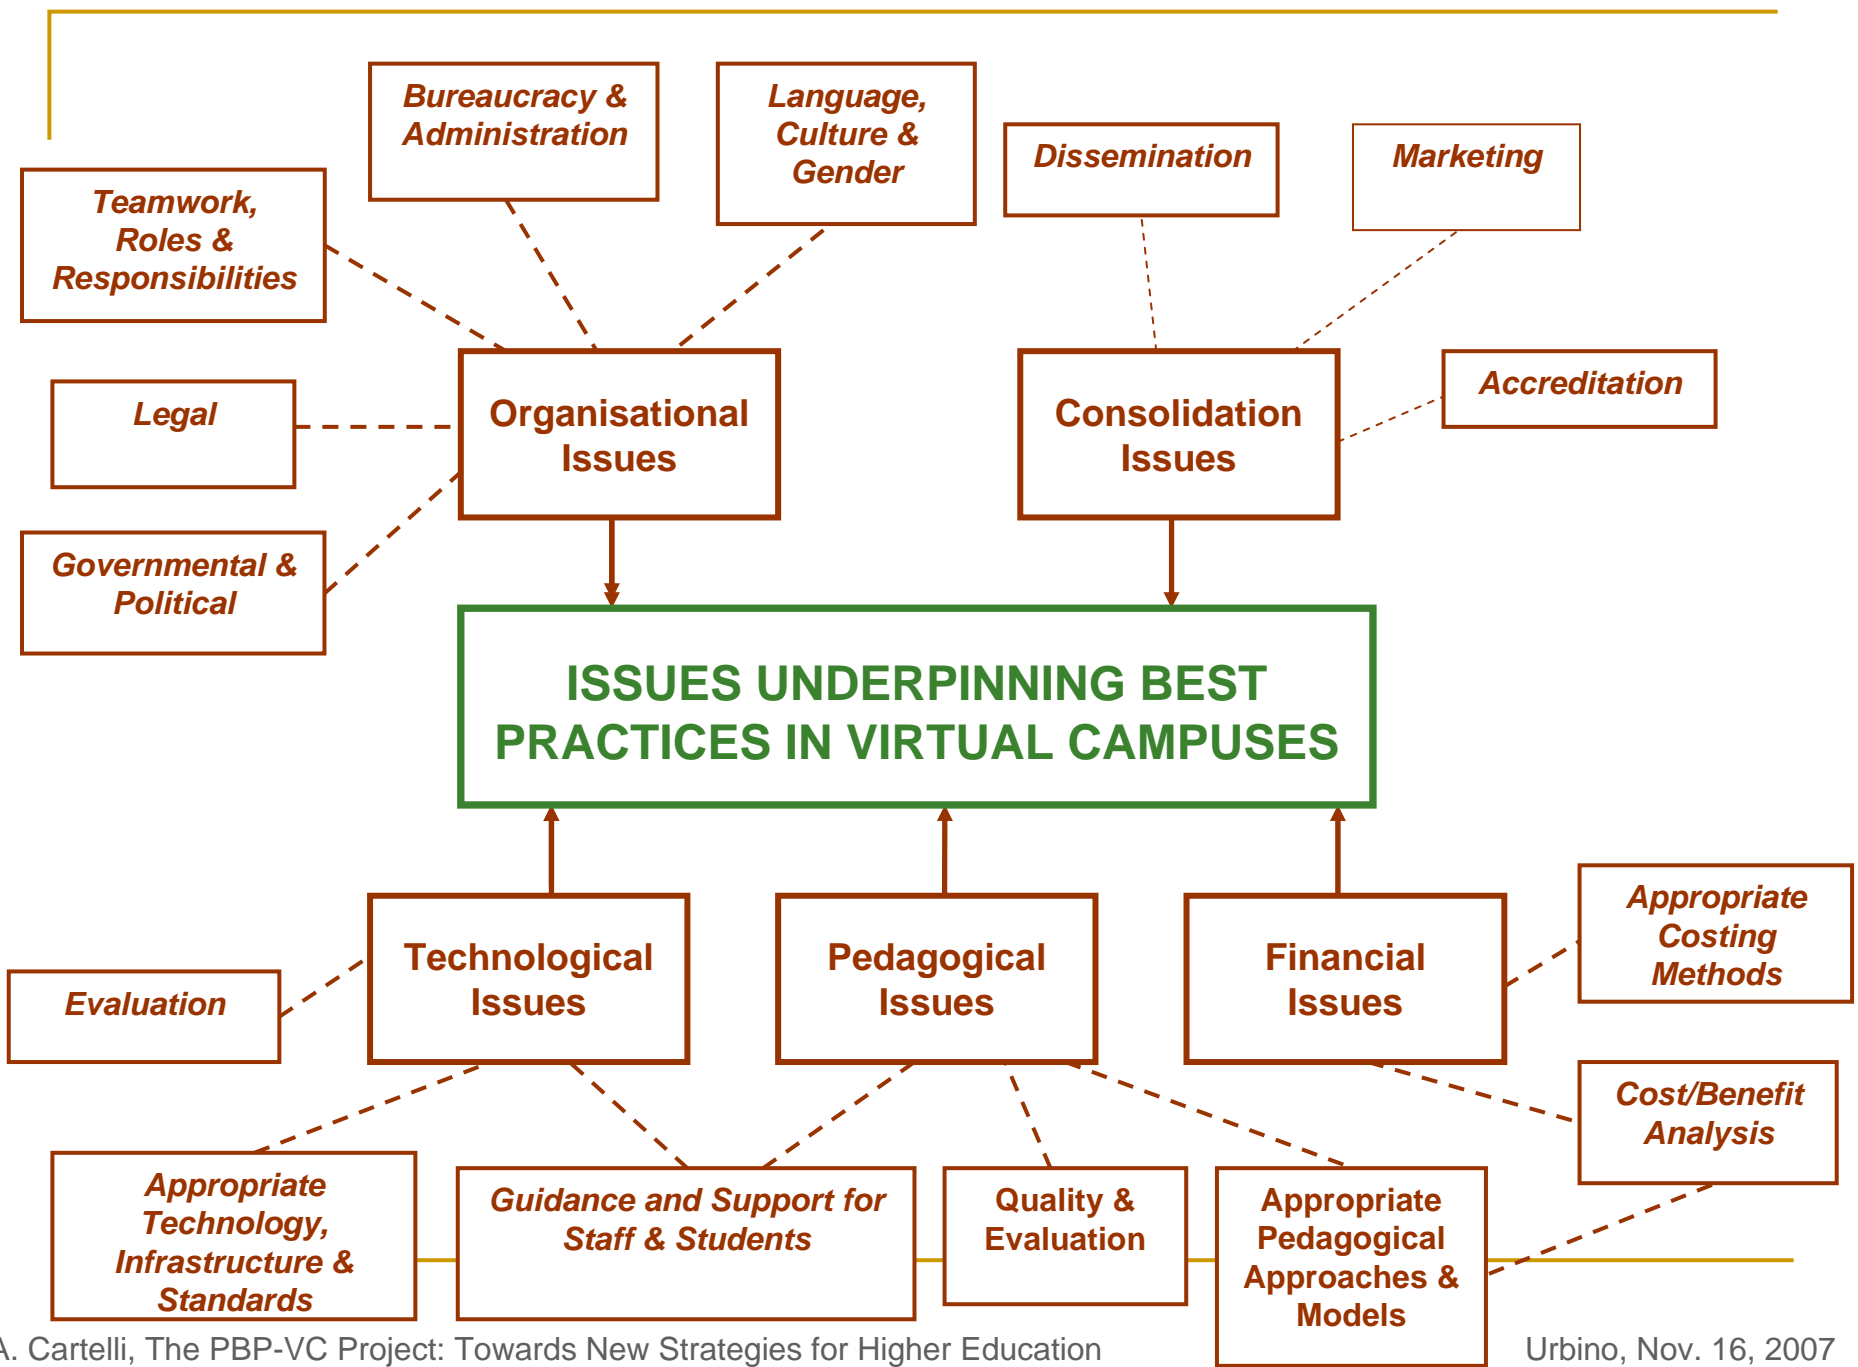 Bureaucracy &
Administration
Language,
Culture &
Gender
Dissemination
Marketing
Teamwork,
Roles &
Responsibilities
Legal
Organisational
Issues
Consolidation
Issues
Accreditation
Governmental &
Political
ISSUES UNDERPINNING BEST
PRACTICES IN VIRTUAL CAMPUSES
Evaluation
Technological
Issues
Pedagogical
Issues
Financial
Issues
Appropriate
Costing
Methods
Cost/Benefit
Analysis
Appropriate
Technology,
Infrastructure &
Standards
Guidance and Support for
Staff & Students
Quality &
Evaluation
Appropriate
Pedagogical
Approaches &
Models
A. Cartelli, The PBP-VC Project: Towards New Strategies for Higher Education
Urbino, Nov. 16, 2007